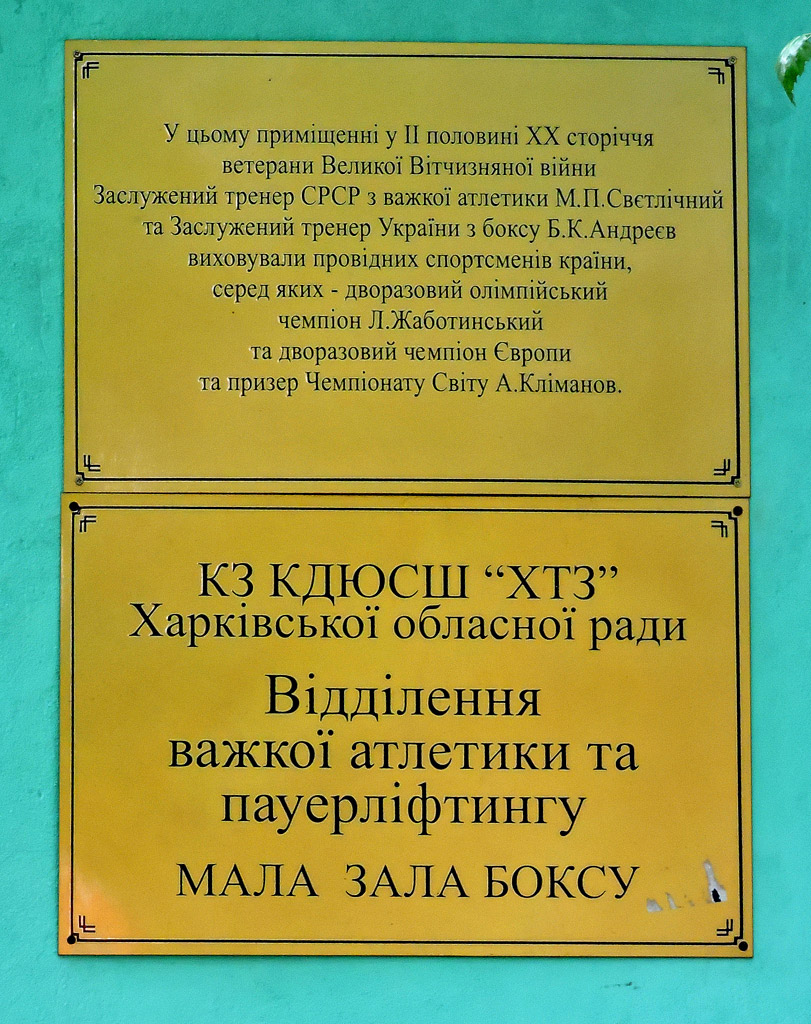 У цьому приміщенні у ІІ половині ХХ сторіччя
ветерани Великої Вітчизняної війни
Заслужений тренер СРСР з важкої атлетики М.П.Свєтлічний
та Заслужений тренер України з боксу Б.К.Андреєв
виховували провідних спортсменів країни,
серед яких - дворазовий олімпійський
чемпіон Л.Жаботинський
та дворазовий чемпіон Європи
та призер Чемпіонату Світу А.Кліманов.
КЗ КДЮСШ “ХТЗ”
Харківської обласної ради
Відділення
важкої атлетики та
пауерліфтингу
МАЛА ЗАЛА БОКСУ